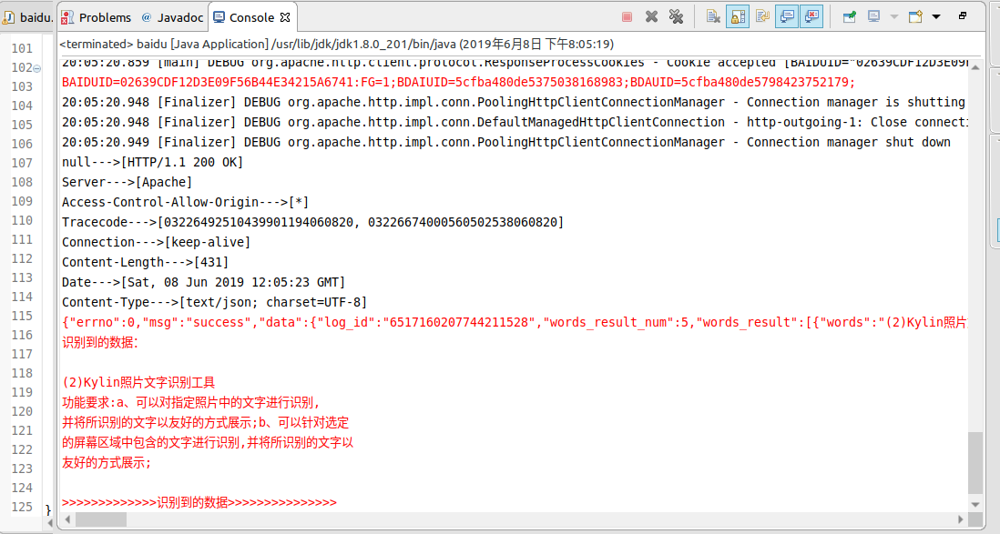 baidu.
Problems @ Javadoc Console
<terminated> baidu [Java Application] /usr/lib/jdk/jdk1.8.0_201/bin/java (2019年6月8日 下午8:05:19)
101
102
103
104
105
106
107
108
109
110
111
112
113
114
115
116
117
118
119
120
121
122
123
124
125 }
20:05:20.859 [main] DEBUG org.apache.http.client.protocol.ResponseProcessCookies - Cookie accepted [BAIDUID="02639CDF12D3E09F
BAIDUID=02639CDF12D3E09F56B44E34215A6741:FG=1;BDAIUID=5cfba480de5375038168983;BDAUID=5cfba480de5798423752179;
20:05:20.948 [Finalizer] DEBUG org.apache.http.impl.conn.PoolingHttpClientConnectionManager - Connection manager is shutting
20:05:20.948 [Finalizer] DEBUG org.apache.http.impl.conn.DefaultManagedHttpClientConnection - http-outgoing-1: Close connecti
20:05:20.949 [Finalizer] DEBUG org.apache.http.impl.conn.PoolingHttpClientConnectionManager - Connection manager shut down
null--->[HTTP/1.1 200 OK]
Server--->[Apache]
Access-Control-Allow-Origin--->[*]
Tracecode--->[03226492510439901194060820, 03226674000560502538060820]
Connection--->[keep-alive]
Content-Length--->[431]
Date--->[Sat, 08 Jun 2019 12:05:23 GMT]
Content-Type--->[text/json; charset=UTF-8]
{"errno":0,"msg":"success","data":{"log_id":"6517160207744211528","words_result_num":5,"words_result":[{"words":"(2)Kylin照片
识别到的数据:
(2)Kylin照片文字识别工具
功能要求:a、可以对指定照片中的文字进行识别,
并将所识别的文字以友好的方式展示;b、可以针对选定
的屏幕区域中包含的文字进行识别,并将所识别的文字以
友好的方式展示;
>>>>>>>>>>>>>识别到的数据>>>>>>>>>>>>>>>